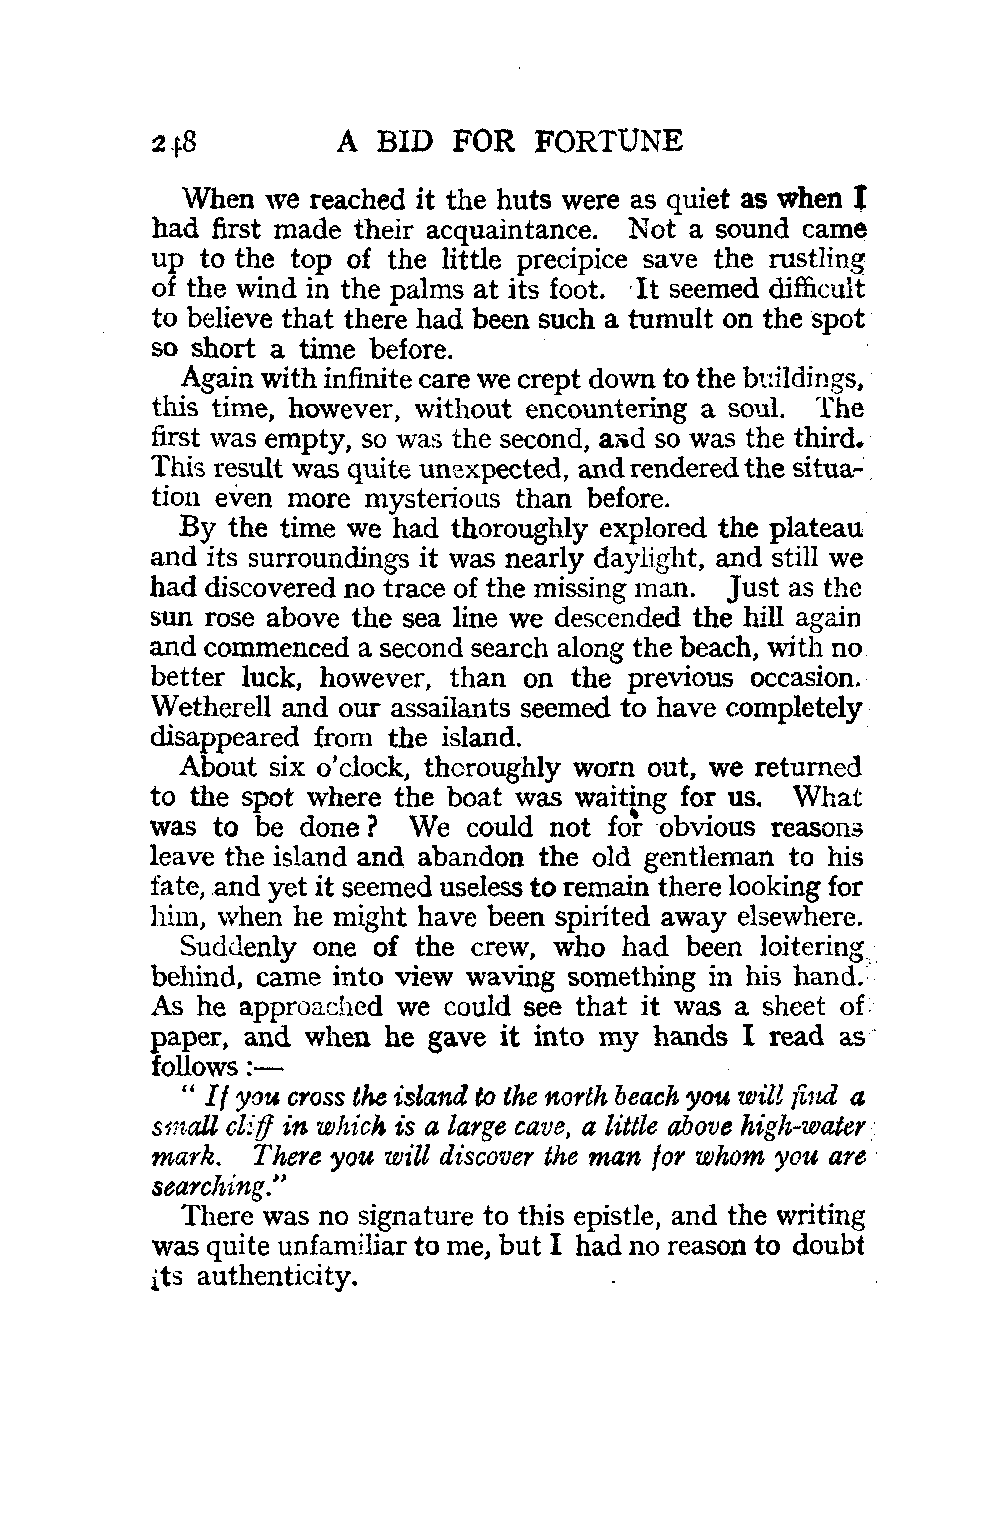 248 A BID FOR FORTUNE
When we reached it the huts were as quiet as when I
had first made their acquaintance. Not a sound came
up to the top of the little precipice save the rustling
of the wind in the palms at its foot. It seemed difficult
to believe that there had been such a tumult on the spot
so short a time before.
Again with infinite care we crept down to the buildings,
this time, however, without encountering a soul. The
first was empty, so was the second, and so was the third.
This result was quite unexpected, and rendered the situa-
tion even more mysterious than before.
By the time we had thoroughly explored the plateau
and its surroundings it was nearly daylight, and still we
had discovered no trace of the missing man. Just as the
sun rose above the sea line we descended the hill again
and commenced a second search along the beach, with no
better luck, however, than on the previous occasion.
Wetherell and our assailants seemed to have completely
disappeared from the island.
About six o'clock, thoroughly worn out, we returned
to the spot where the boat was waiting for us. What
was to be done? We could not for obvious reasons
leave the island and abandon the old gentleman to his
fate, and yet it seemed useless to remain there looking for
him, when he might have been spirited away elsewhere.
Suddenly one of the crew, who had been loitering
behind, came into view waving something in his hand.
As he approached we could see that it was a sheet of
paper, and when he gave it into my hands I read as
follows :—
" If you cross the island to the north beach you will find a
small cliff in which is a large cave, a little above high-water
mark. There you will discover the man for whom you are
searching."
There was no signature to this epistle, and the writing
was quite unfamiliar to me, but I had no reason to doubt
its authenticity.